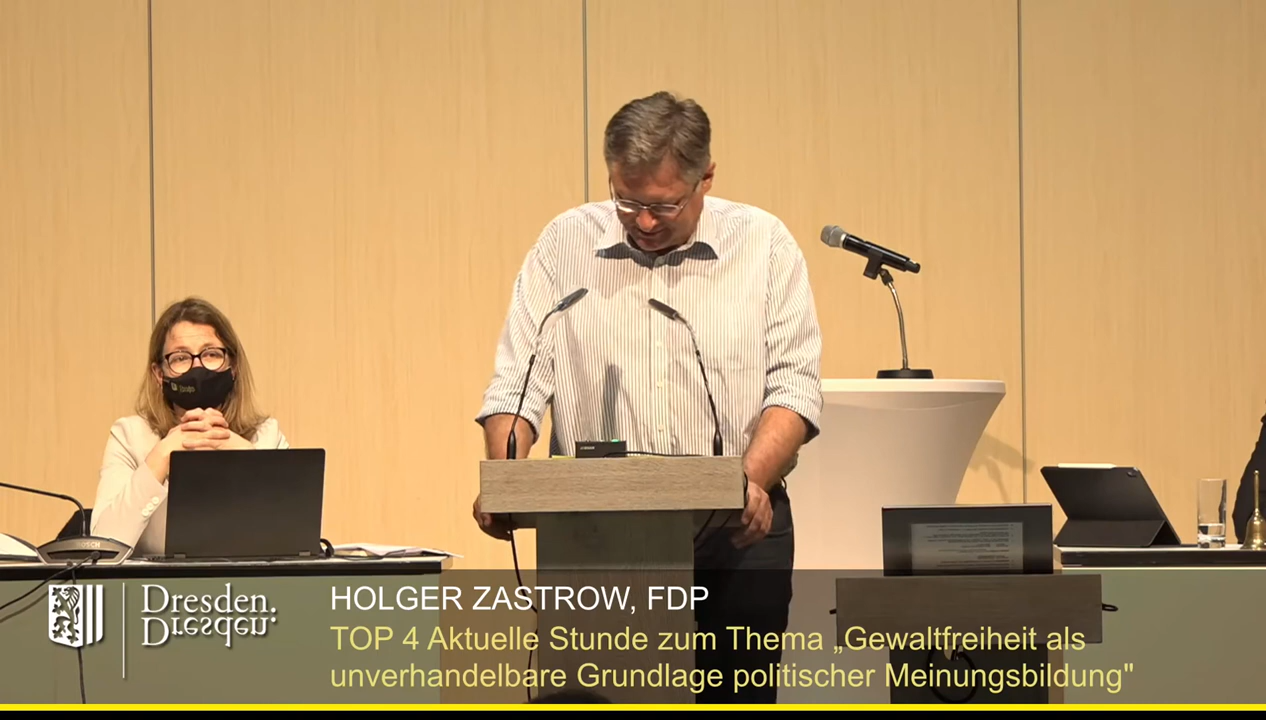 Dresden.
Dresden.
HOLGER ZASTROW, FDP
TOP 4 Aktuelle Stunde zum Thema „Gewaltfreiheit als
unverhandelbare Grundlage politischer Meinungsbildung"